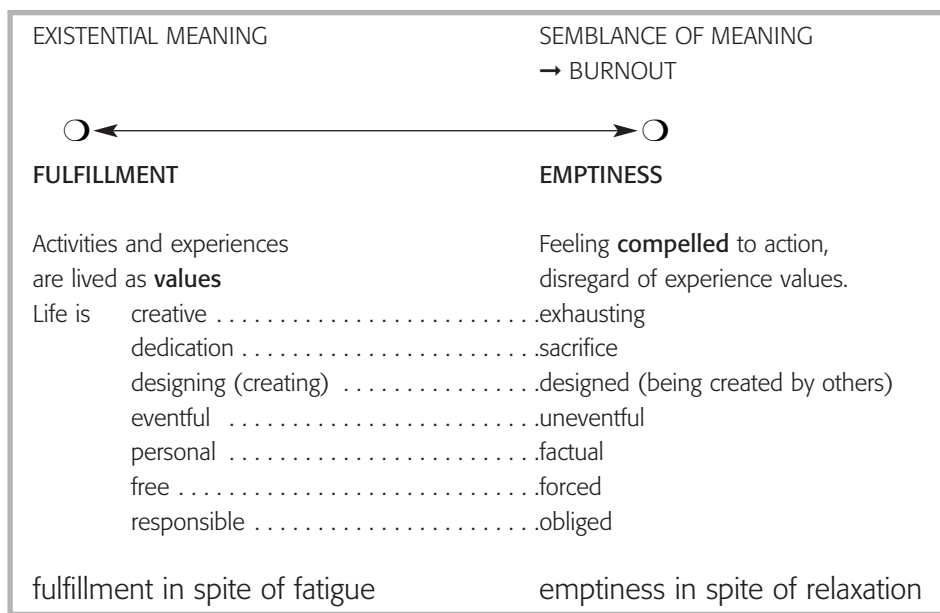 EXISTENTIAL MEANING SEMBLANCE OF MEANING
→ BURNOUT
FULFILLMENT EMPTINESS
Activities and experiences Feeling compelled to action,
are lived as values disregard of experience values.
Life is creative . . . . . . . . . . . . . . . . . . . . . . . . . .exhausting
dedication . . . . . . . . . . . . . . . . . . . . . . . .sacrifice
designing (creating) . . . . . . . . . . . . . . . .designed (being created by others)
eventful . . . . . . . . . . . . . . . . . . . . . . . . .uneventful
personal . . . . . . . . . . . . . . . . . . . . . . . . .factual
free . . . . . . . . . . . . . . . . . . . . . . . . . . . . .forced
responsible . . . . . . . . . . . . . . . . . . . . . . .obliged
fulfillment in spite of fatigue emptiness in spite of relaxation